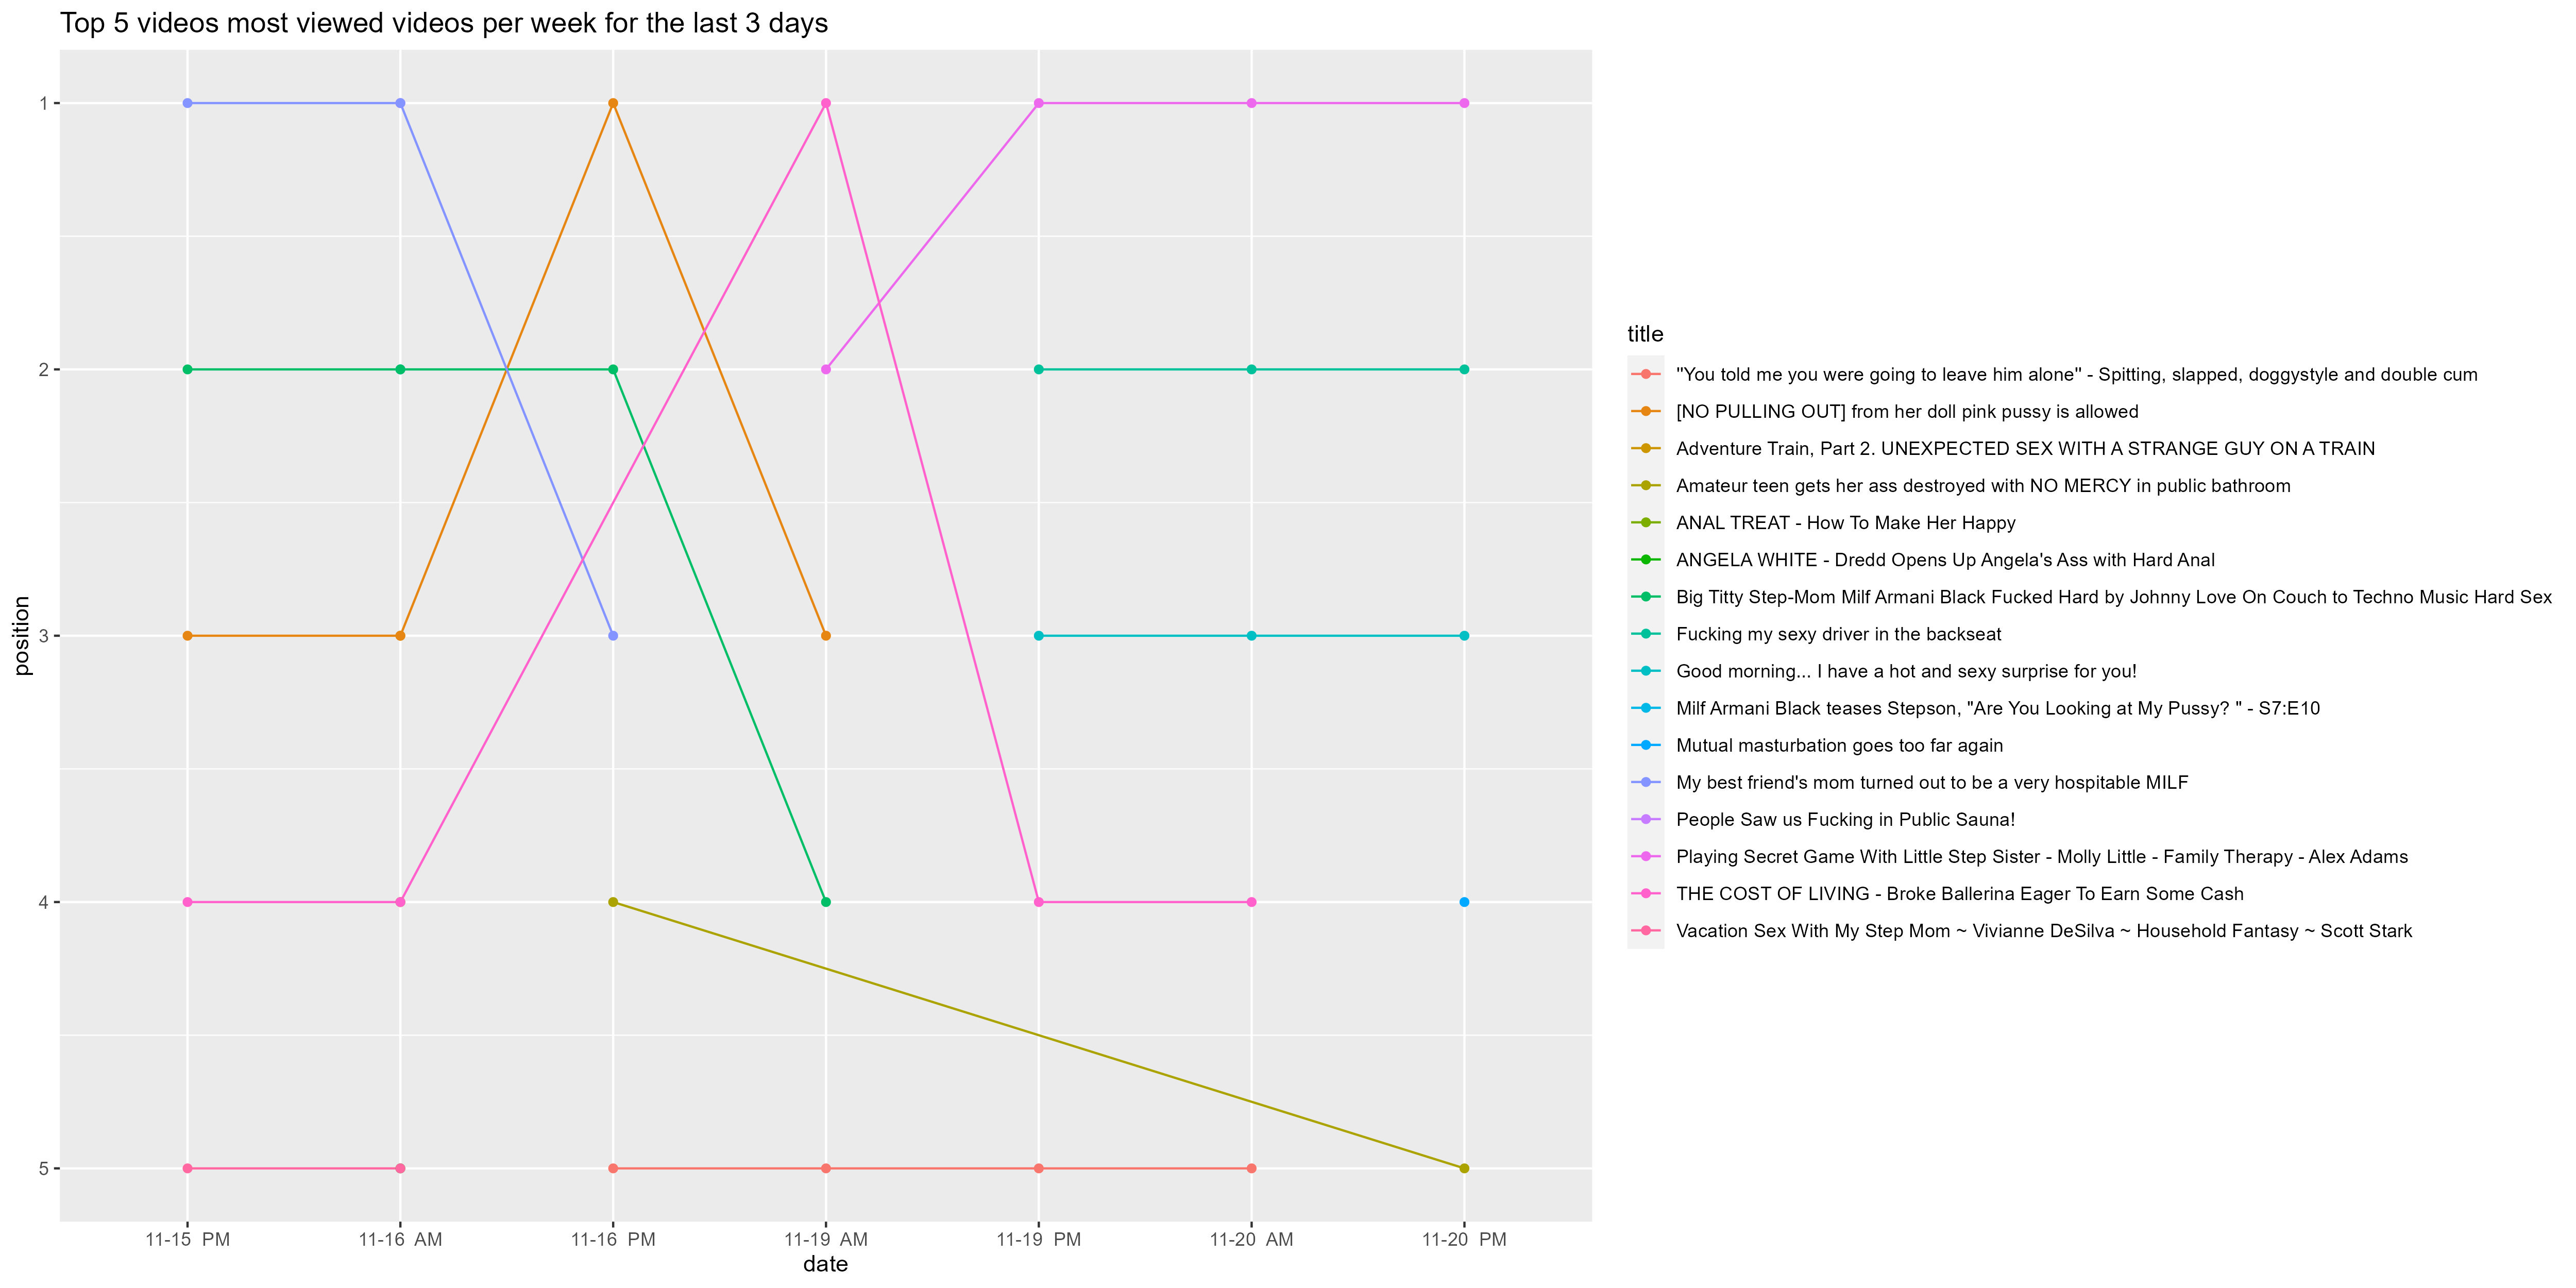 Top 5 videos most viewed videos per week for the last 3 days
position
1
2
3
4
5
11-15 PM
11-16 AM
11-16 PM
11-19 AM
11-19 PM
11-20 AM
11-20 PM
date
title
"You told me you were going to leave him alone" - Spitting, slapped, doggystyle and double cum
[NO PULLING OUT] from her doll pink pussy is allowed
Adventure Train, Part 2. UNEXPECTED SEX WITH A STRANGE GUY ON A TRAIN
Amateur teen gets her ass destroyed with NO MERCY in public bathroom
ANAL TREAT - How To Make Her Happy
ANGELA WHITE - Dredd Opens Up Angela's Ass with Hard Anal
Big Titty Step-Mom Milf Armani Black Fucked Hard by Johnny Love On Couch to Techno Music Hard Sex
Fucking my sexy driver in the backseat
Good morning... I have a hot and sexy surprise for you!
Milf Armani Black teases Stepson, "Are You Looking at My Pussy? " - S7:E10
Mutual masturbation goes too far again
My best friend's mom turned out to be a very hospitable MILF
People Saw us Fucking in Public Sauna!
Playing Secret Game With Little Step Sister - Molly Little - Family Therapy - Alex Adams
THE COST OF LIVING - Broke Ballerina Eager To Earn Some Cash
Vacation Sex With My Step Mom ~ Vivianne DeSilva ~ Household Fantasy ~ Scott Stark